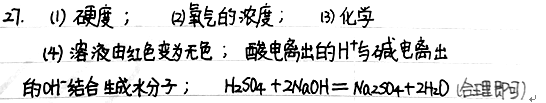 27. (1) 硬度； (2)氧气的浓度； (3)化学
(4)溶液由红色变为无色； 酸电离出的H⁺与碱电离出
的OH⁻结合生成水分子； H₂SO₄+2NaOH=Na₂SO₄+2H₂O (合理即可)